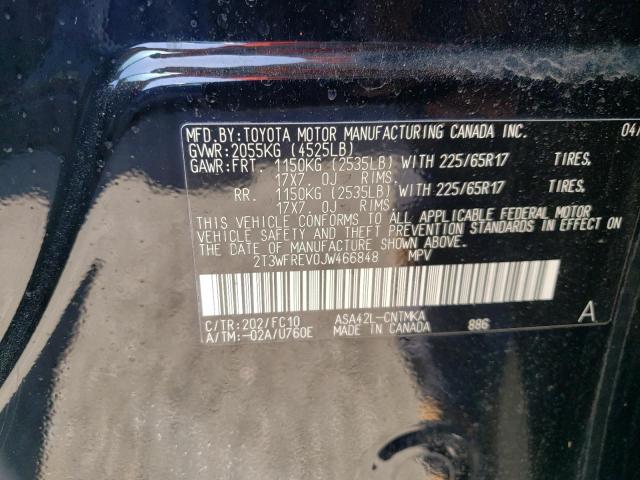 MFD.BY:TOYOTA MOTOR MANUFACTURING CANADA INC. 04/
GVWR:2055KG (4525LB)
GAWR:FRT. 1150KG (2535LB) WITH 225/65R17 TIRES,
17X7.0J RIMS
RR. 1150KG (2535LB) WITH 225/65R17 TIRES,
17X7.0J RIMS
THIS VEHICLE CONFORMS TO ALL APPLICABLE FEDERAL MOTOR
VEHICLE SAFETY AND THEFT PREVENTION STANDARDS IN EFFECT ON
THE DATE OF MANUFACTURE SHOWN ABOVE.
2T3WFREV0JW466848 MPV
C/TR:202/FC10 ASA42L-CNTMKA 886 A
A/TM:-02A/U760E MADE IN CANADA